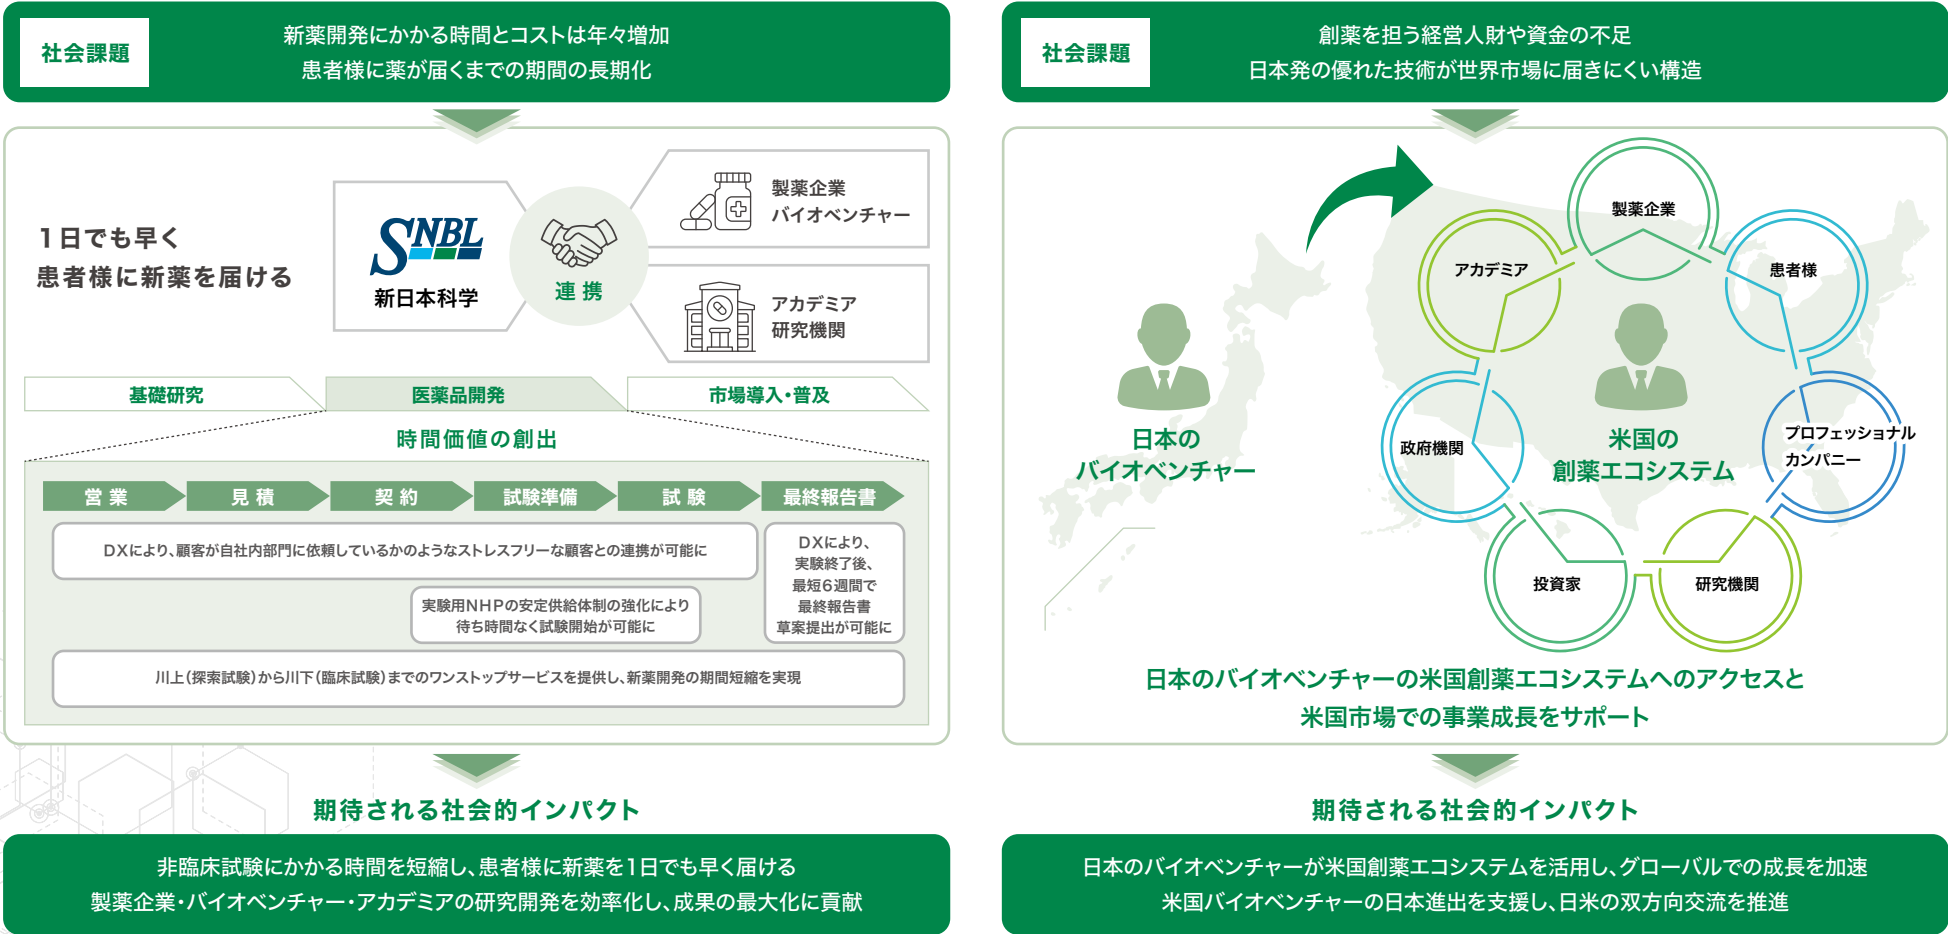 社会課題
新薬開発にかかる時間とコストは年々増加
患者様に薬が届くまでの期間の長期化
1日でも早く
患者様に新薬を届ける
SNBL
新日本科学
連携
製薬企業
バイオベンチャー
アカデミア
研究機関
基礎研究
医薬品開発
市場導入・普及
時間価値の創出
営業
見積
契約
試験準備
試験
最終報告書
DXにより、顧客が自社内部門に依頼しているかのようなストレスフリーな顧客との連携が可能に
DXにより、
実験終了後、
最短6週間で
最終報告書
草案提出が可能に
実験用NHPの安定供給体制の強化により
待ち時間なく試験開始が可能に
川上(探索試験)から川下(臨床試験)までのワンストップサービスを提供し、新薬開発の期間短縮を実現
期待される社会的インパクト
非臨床試験にかかる時間を短縮し、患者様に新薬を1日でも早く届ける
製薬企業・バイオベンチャー・アカデミアの研究開発を効率化し、成果の最大化に貢献
社会課題
創薬を担う経営人財や資金の不足
日本発の優れた技術が世界市場に届きにくい構造
製薬企業
アカデミア
患者様
日本の
バイオベンチャー
政府機関
米国の
創薬エコシステム
プロフェッショナル
カンパニー
投資家
研究機関
日本のバイオベンチャーの米国創薬エコシステムへのアクセスと
米国市場での事業成長をサポート
期待される社会的インパクト
日本のバイオベンチャーが米国創薬エコシステムを活用し、グローバルでの成長を加速
米国バイオベンチャーの日本進出を支援し、日米の双方向交流を推進